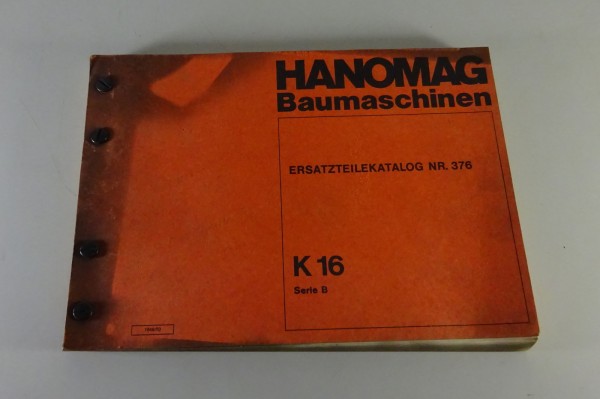 HANOMAG
Baumaschinen
ERSATZTEILEKATALOG NR. 376
K 16
Serie B